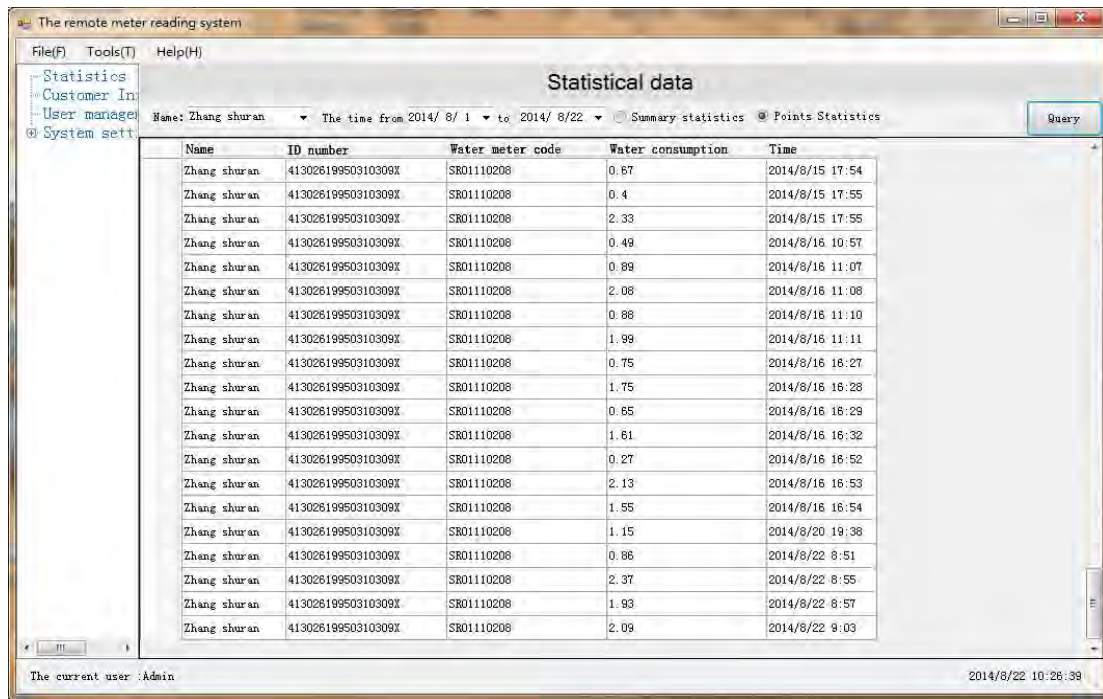 The remote meter reading system
File(F) Tools(T) Help(H)
Statistics
Customer In
User manage
System sett
Statistical data
Name: Zhang shuran The time from 2014/ 8/ 1 to 2014/ 8/22 Summary statistics Points Statistics Query
Name ID number Water meter code Water consumption Time
Zhang shuran 41302619950310309X SR01110208 0.67 2014/8/15 17:54
Zhang shuran 41302619950310309X SR01110208 0.4 2014/8/15 17:55
Zhang shuran 41302619950310309X SR01110208 2.33 2014/8/15 17:55
Zhang shuran 41302619950310309X SR01110208 0.49 2014/8/16 10:57
Zhang shuran 41302619950310309X SR01110208 0.89 2014/8/16 11:07
Zhang shuran 41302619950310309X SR01110208 2.08 2014/8/16 11:08
Zhang shuran 41302619950310309X SR01110208 0.88 2014/8/16 11:10
Zhang shuran 41302619950310309X SR01110208 1.99 2014/8/16 11:11
Zhang shuran 41302619950310309X SR01110208 0.75 2014/8/16 16:27
Zhang shuran 41302619950310309X SR01110208 1.75 2014/8/16 16:28
Zhang shuran 41302619950310309X SR01110208 0.65 2014/8/16 16:29
Zhang shuran 41302619950310309X SR01110208 1.61 2014/8/16 16:32
Zhang shuran 41302619950310309X SR01110208 0.27 2014/8/16 16:52
Zhang shuran 41302619950310309X SR01110208 2.13 2014/8/16 16:53
Zhang shuran 41302619950310309X SR01110208 1.55 2014/8/16 16:54
Zhang shuran 41302619950310309X SR01110208 1.15 2014/8/20 19:38
Zhang shuran 41302619950310309X SR01110208 0.86 2014/8/22 8:51
Zhang shuran 41302619950310309X SR01110208 2.37 2014/8/22 8:55
Zhang shuran 41302619950310309X SR01110208 1.93 2014/8/22 8:57
Zhang shuran 41302619950310309X SR01110208 2.09 2014/8/22 9:03
The current user :Admin 2014/8/22 10:26:39